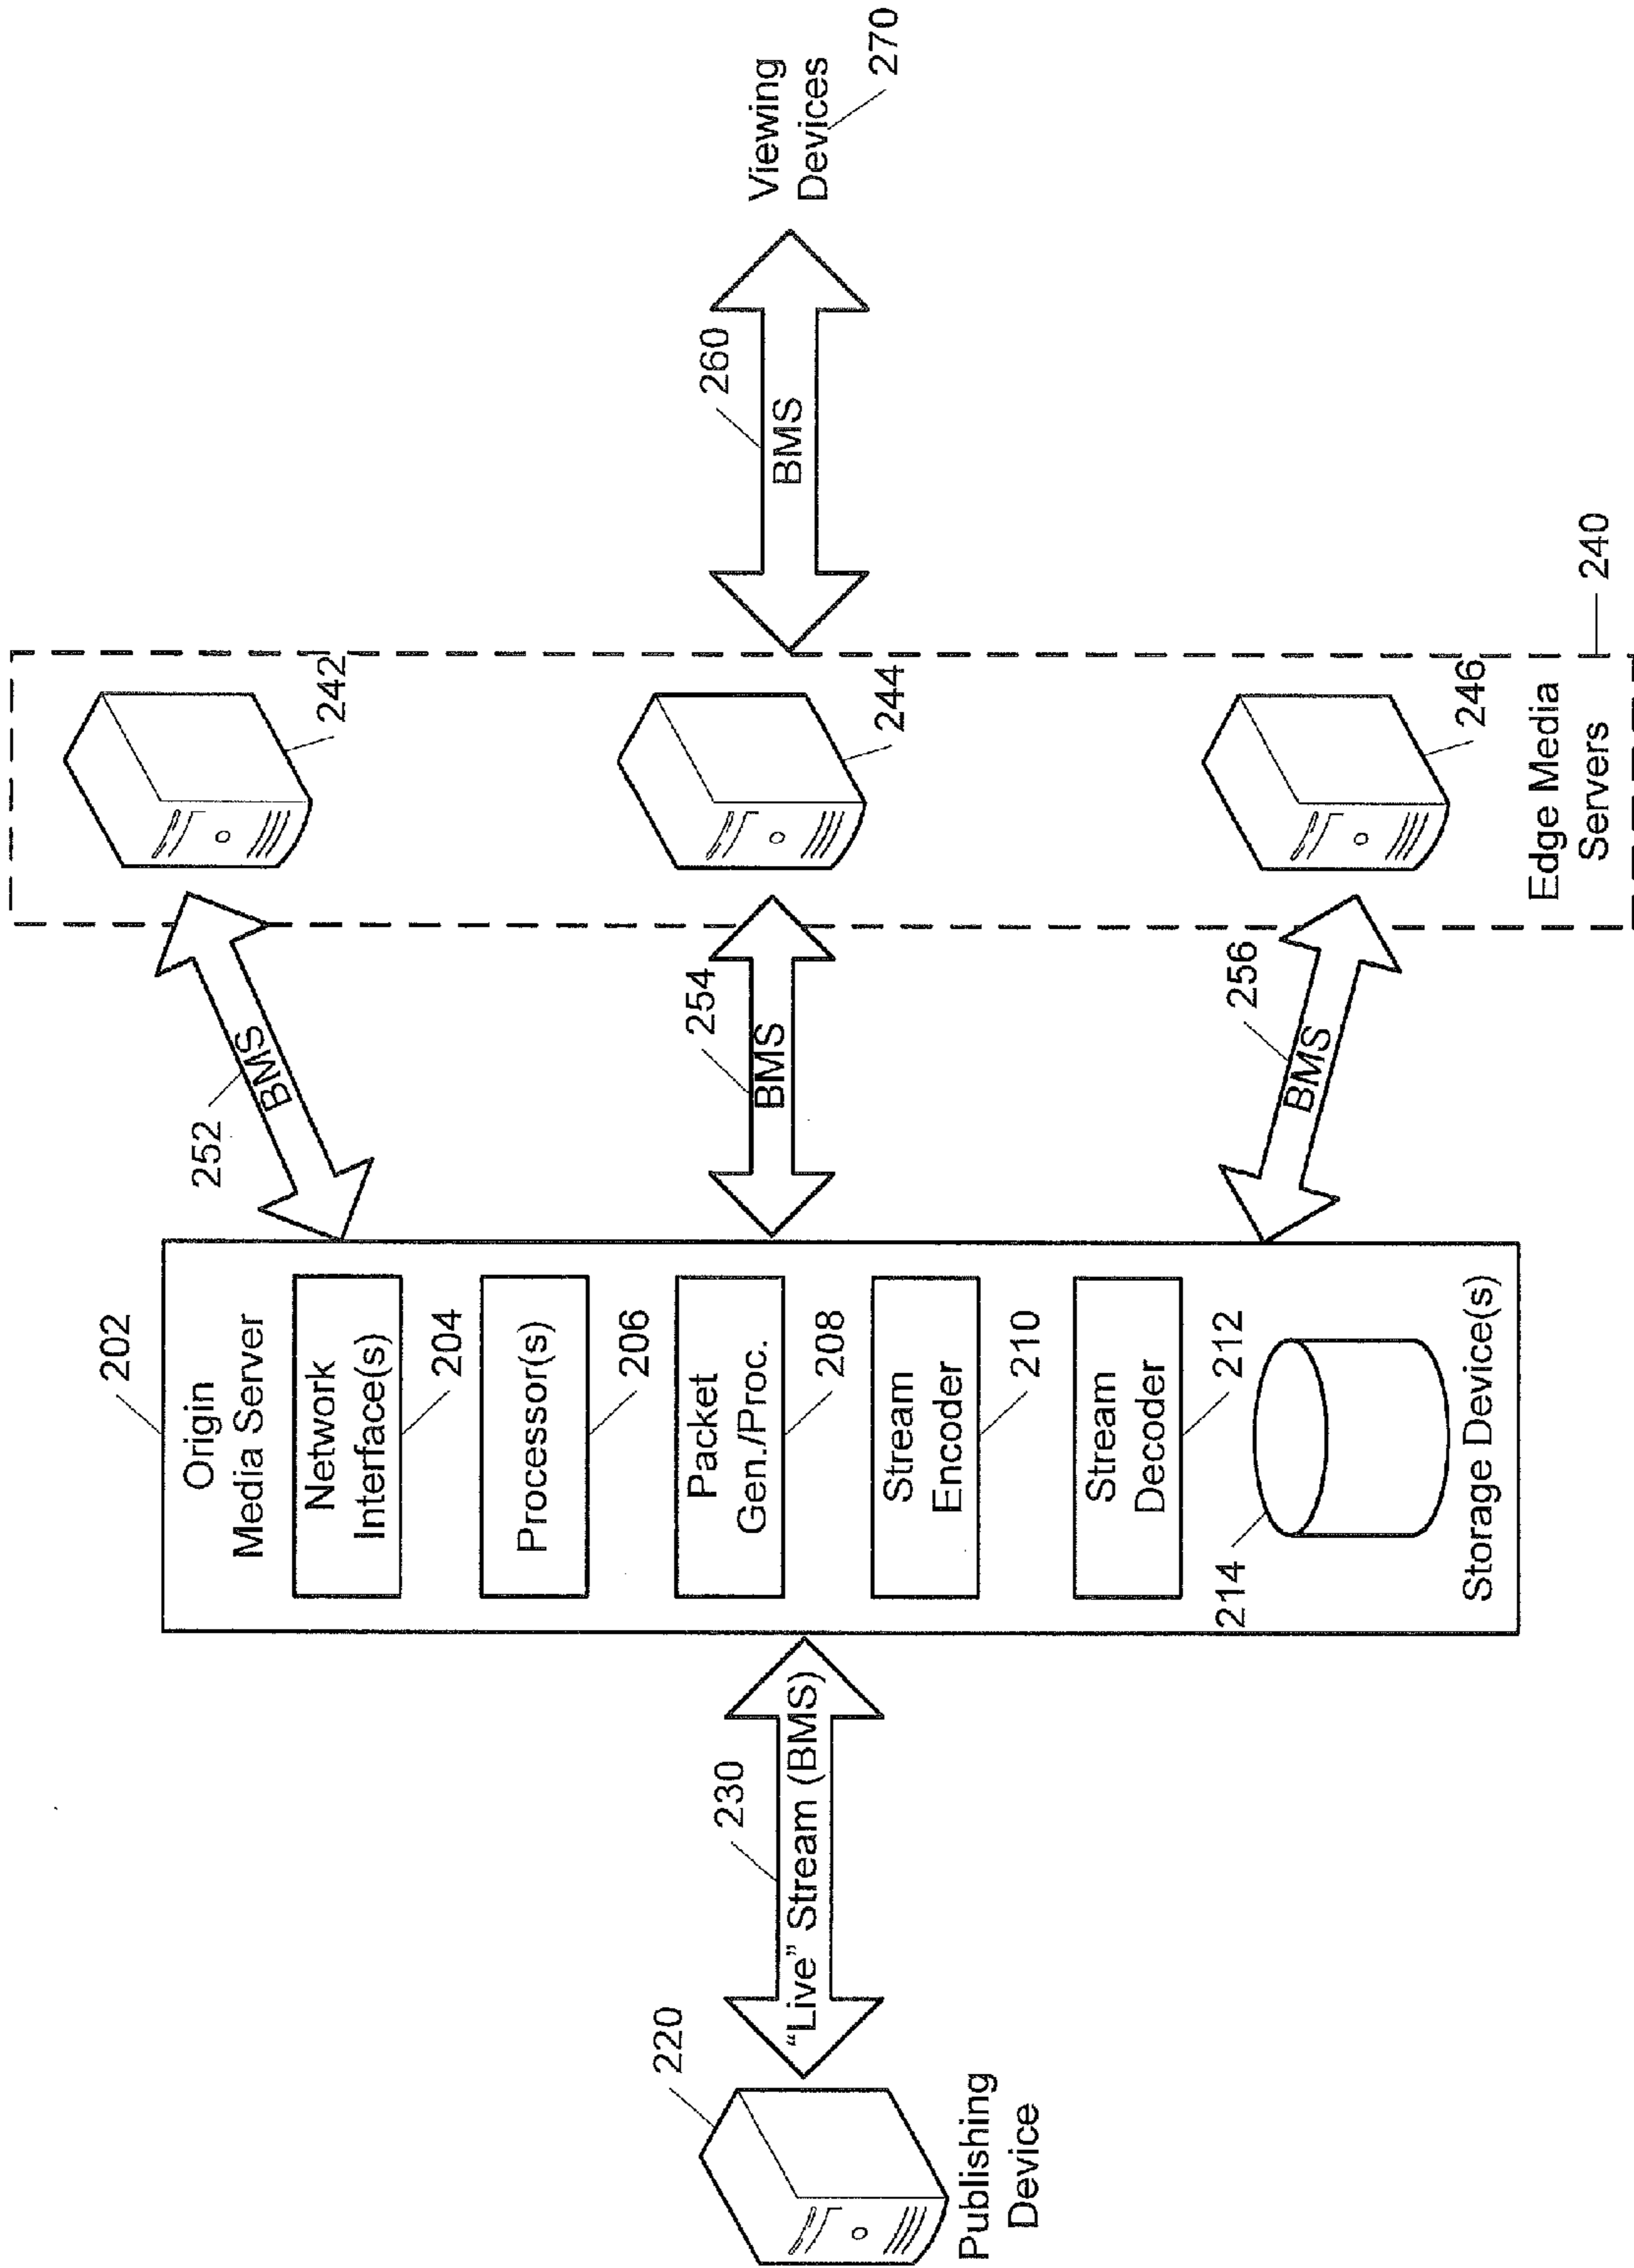 220
Publishing
Device
230
"Live" Stream (BMS)
202
Origin
Media Server
Network
Interface(s)
204
Processor(s)
206
Packet
Gen./Proc.
208
Stream
Encoder
210
Stream
Decoder
212
214
Storage Device(s)
252
BMS
254
BMS
256
BMS
242
244
246
Edge Media
Servers
240
260
BMS
Viewing
Devices
270